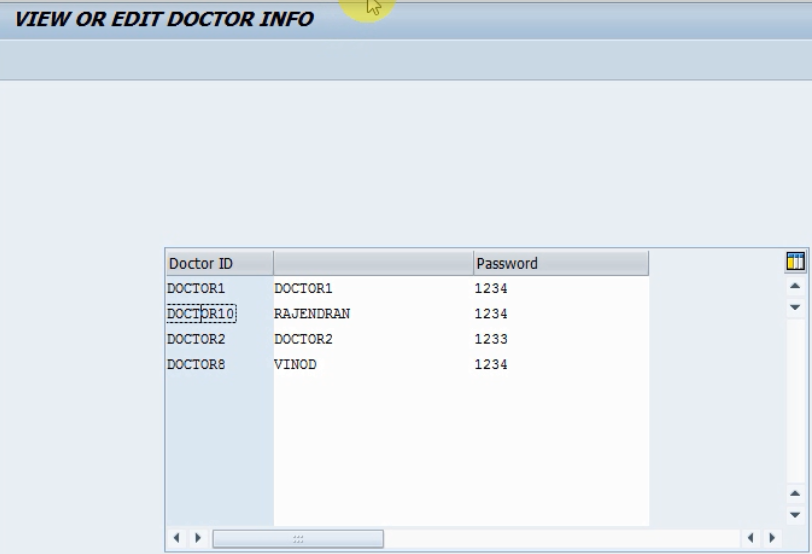 VIEW OR EDIT DOCTOR INFO
Doctor ID Password
DOCTOR1 DOCTOR1 1234
DOCTOR10 RAJENDRAN 1234
DOCTOR2 DOCTOR2 1233
DOCTOR8 VINOD 1234